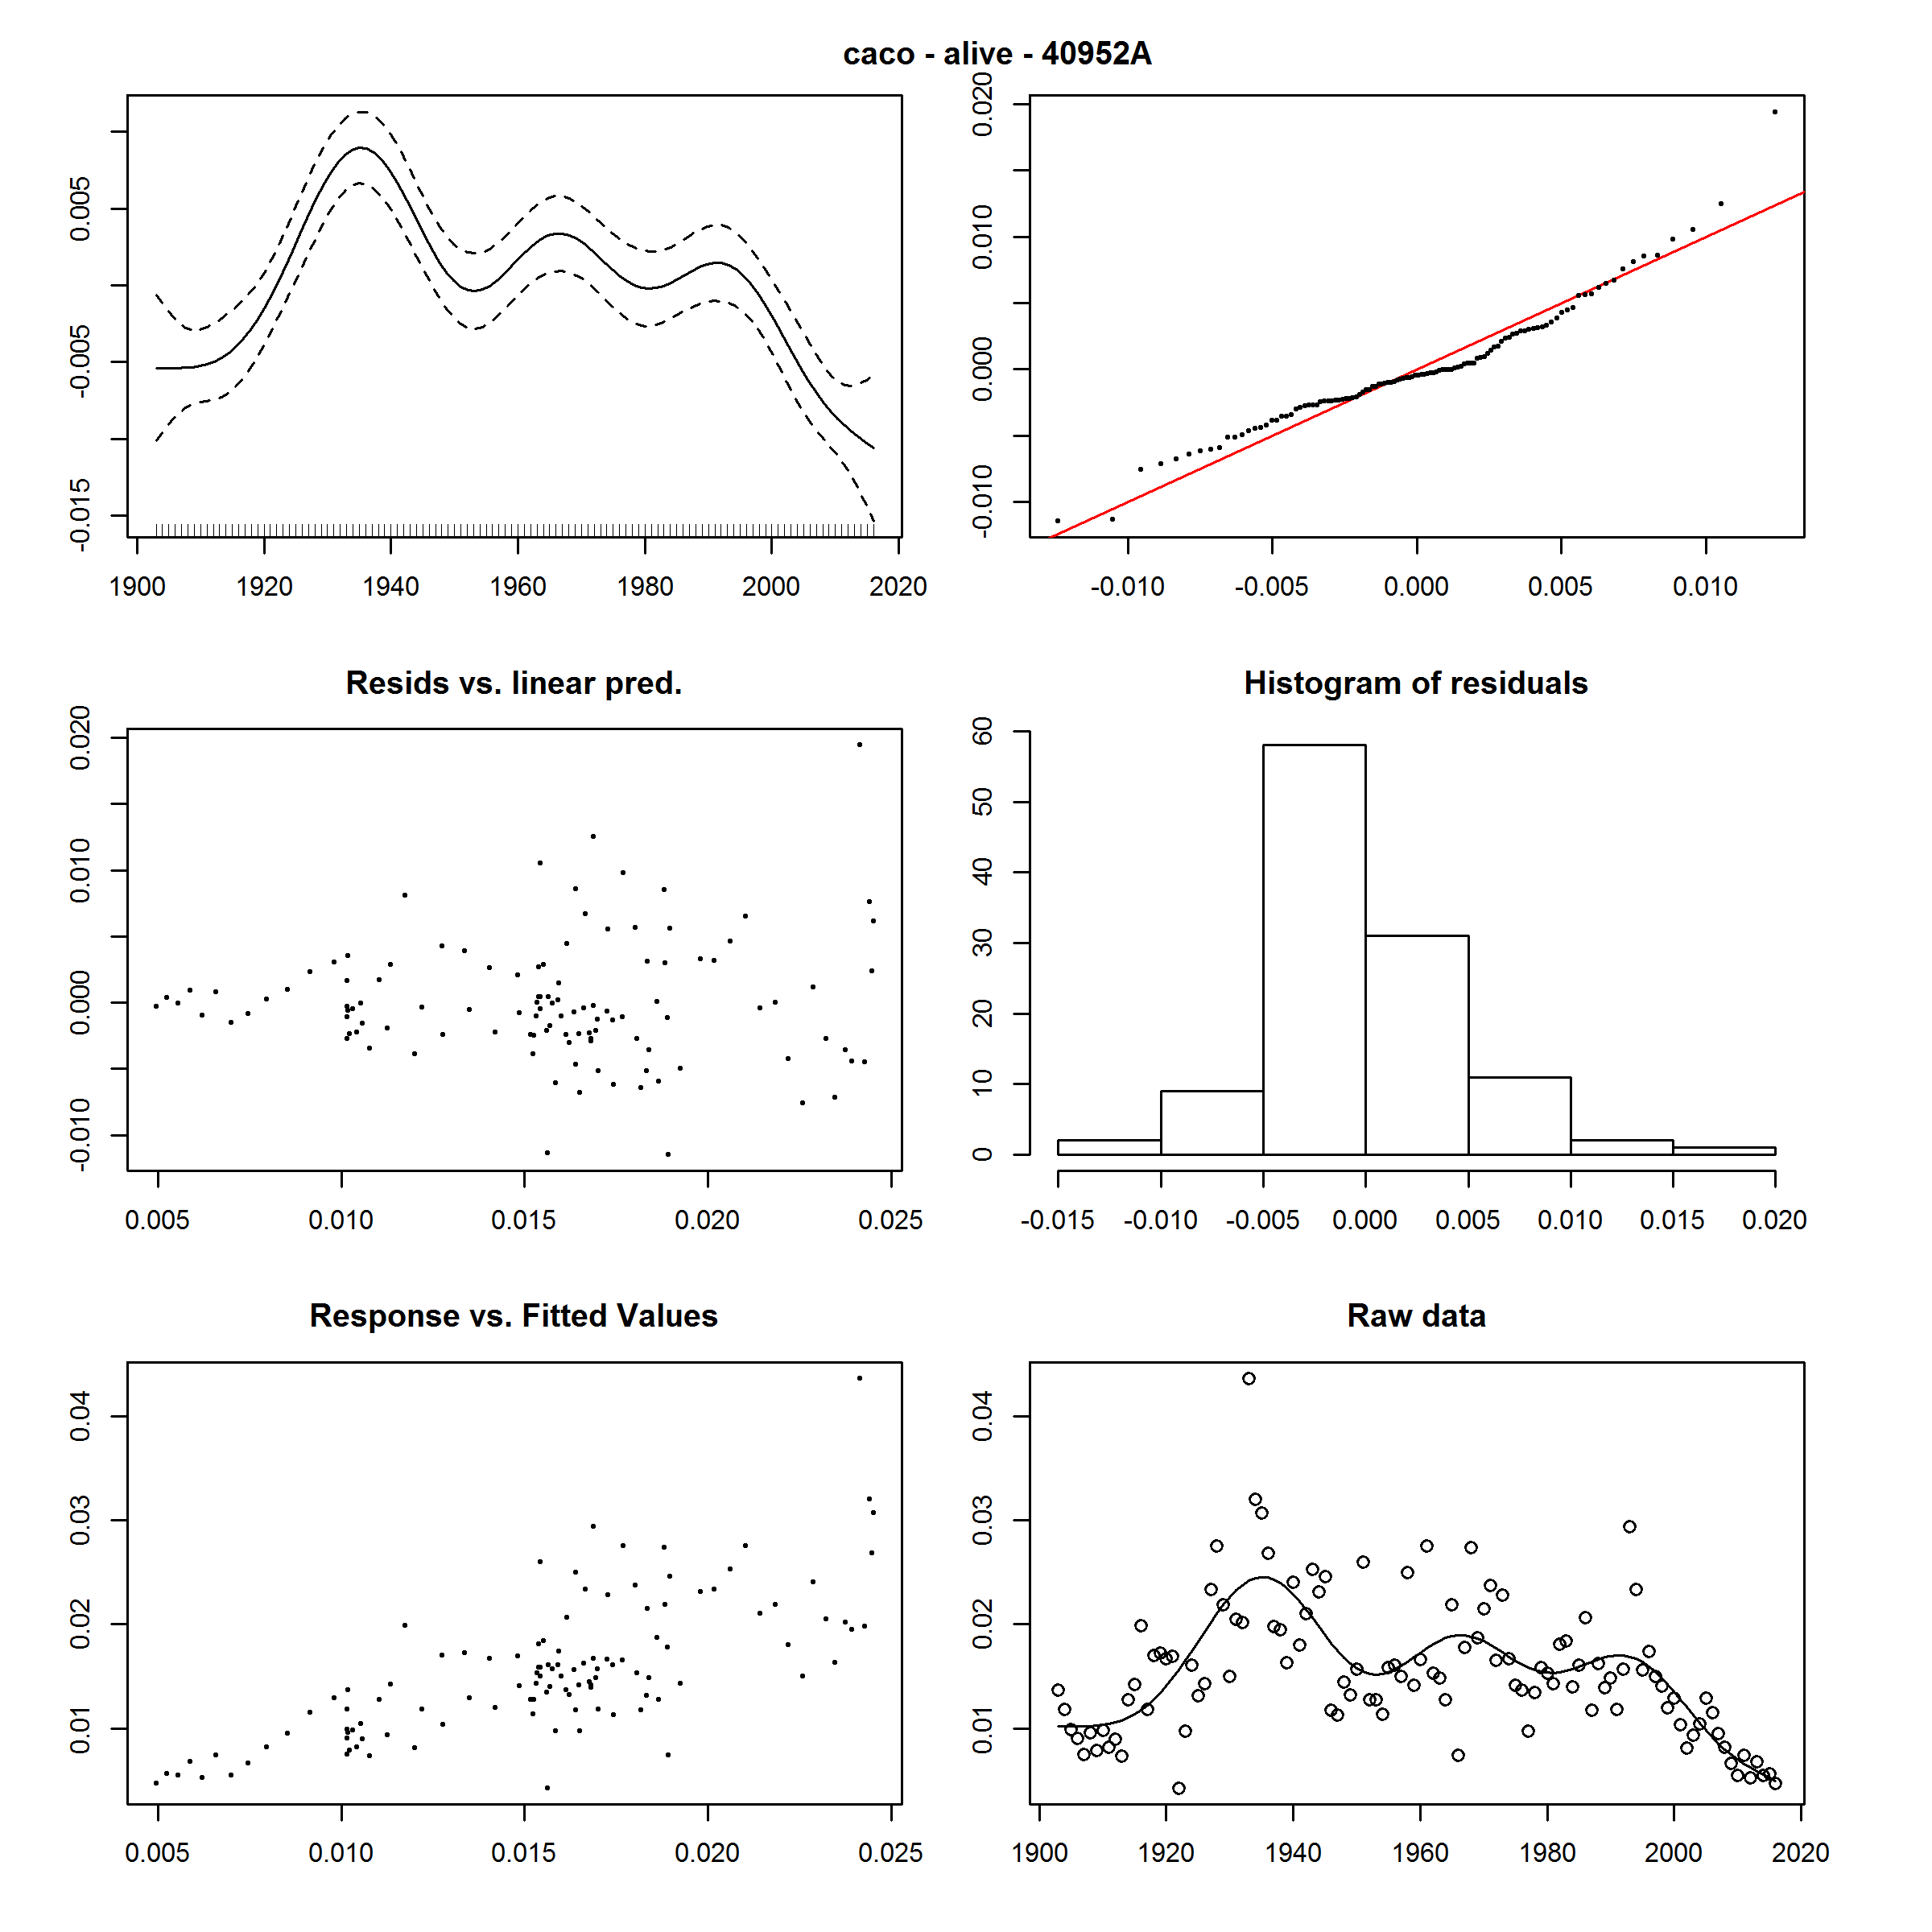 caco - alive - 40952A
0.005
-0.005
-0.015
1900 1920 1940 1960 1980 2000 2020
0.020
0.010
0.000
-0.010
-0.010 -0.005 0.000 0.005 0.010
Resids vs. linear pred.
0.020
0.010
0.000
-0.010
0.005 0.010 0.015 0.020 0.025
Histogram of residuals
60
50
40
30
20
10
0
-0.015 -0.010 -0.005 0.000 0.005 0.010 0.015 0.020
Response vs. Fitted Values
0.04
0.03
0.02
0.01
0.005 0.010 0.015 0.020 0.025
Raw data
0.04
0.03
0.02
0.01
1900 1920 1940 1960 1980 2000 2020